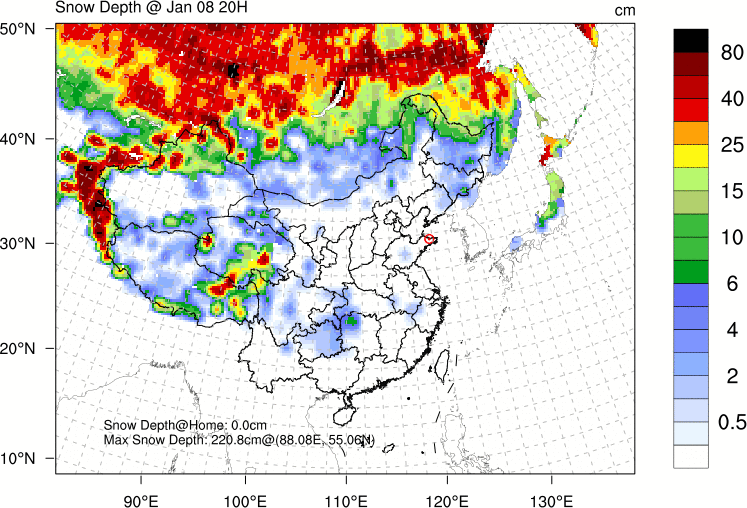 Snow Depth @ Jan 08 20H
cm
50°N
40°N
30°N
20°N
10°N
Snow Depth@Home: 0.0cm
Max Snow Depth: 220.8cm@(88.08E, 55.06N)
90°E
100°E
110°E
120°E
130°E
80
40
25
15
10
6
4
2
0.5